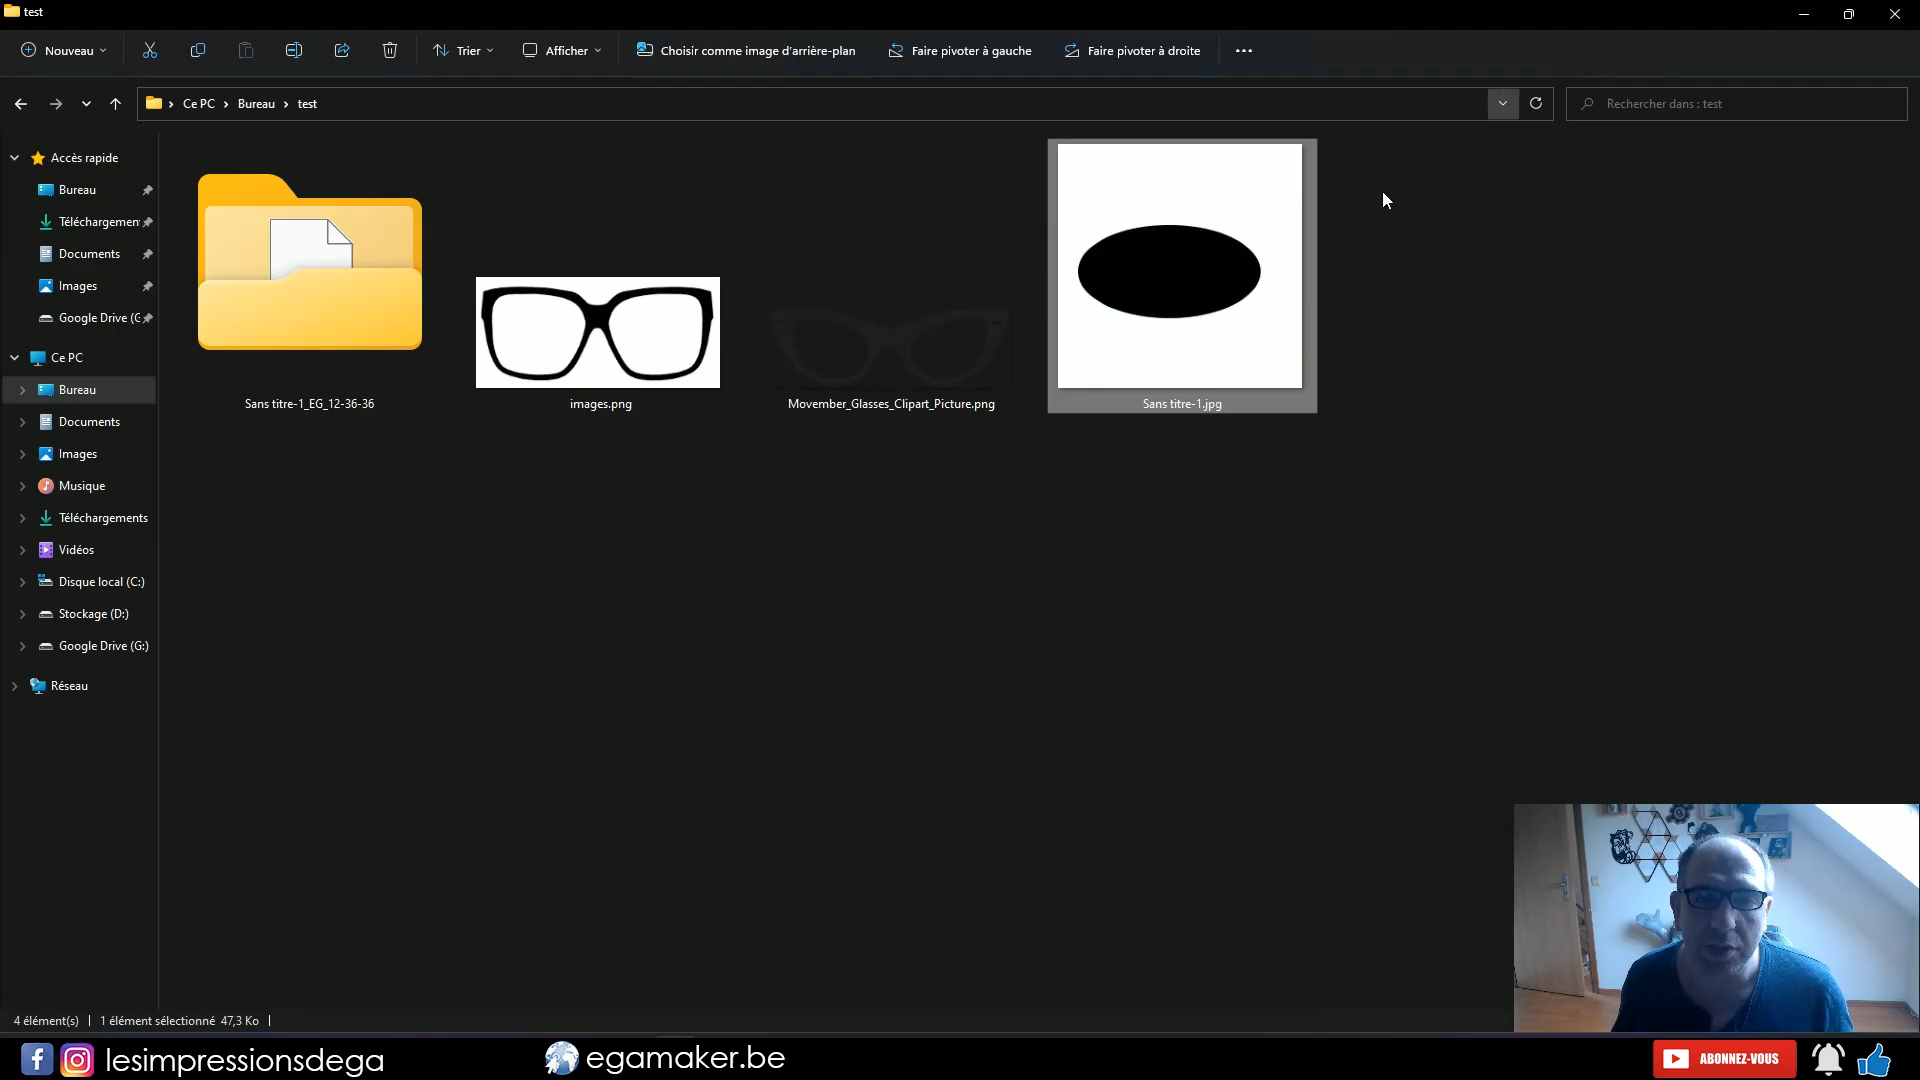 test
Nouveau
Trier
Afficher
Choisir comme image d'arrière-plan
Faire pivoter à gauche
Faire pivoter à droite
Ce PC > Bureau > test
Rechercher dans : test
Accès rapide
Bureau
Téléchargemen
Documents
Images
Google Drive (G
Ce PC
Bureau
Documents
Images
Musique
Téléchargements
Vidéos
Disque local (C:)
Stockage (D:)
Google Drive (G:)
Réseau
Sans titre-1_EG_12-36-36
images.png
Movember_Glasses_Clipart_Picture.png
Sans titre-1.jpg
4 élément(s) | 1 élément sélectionné 47,3 Ko |
lesimpressionsdega
egamaker.be
ABONNEZ-VOUS